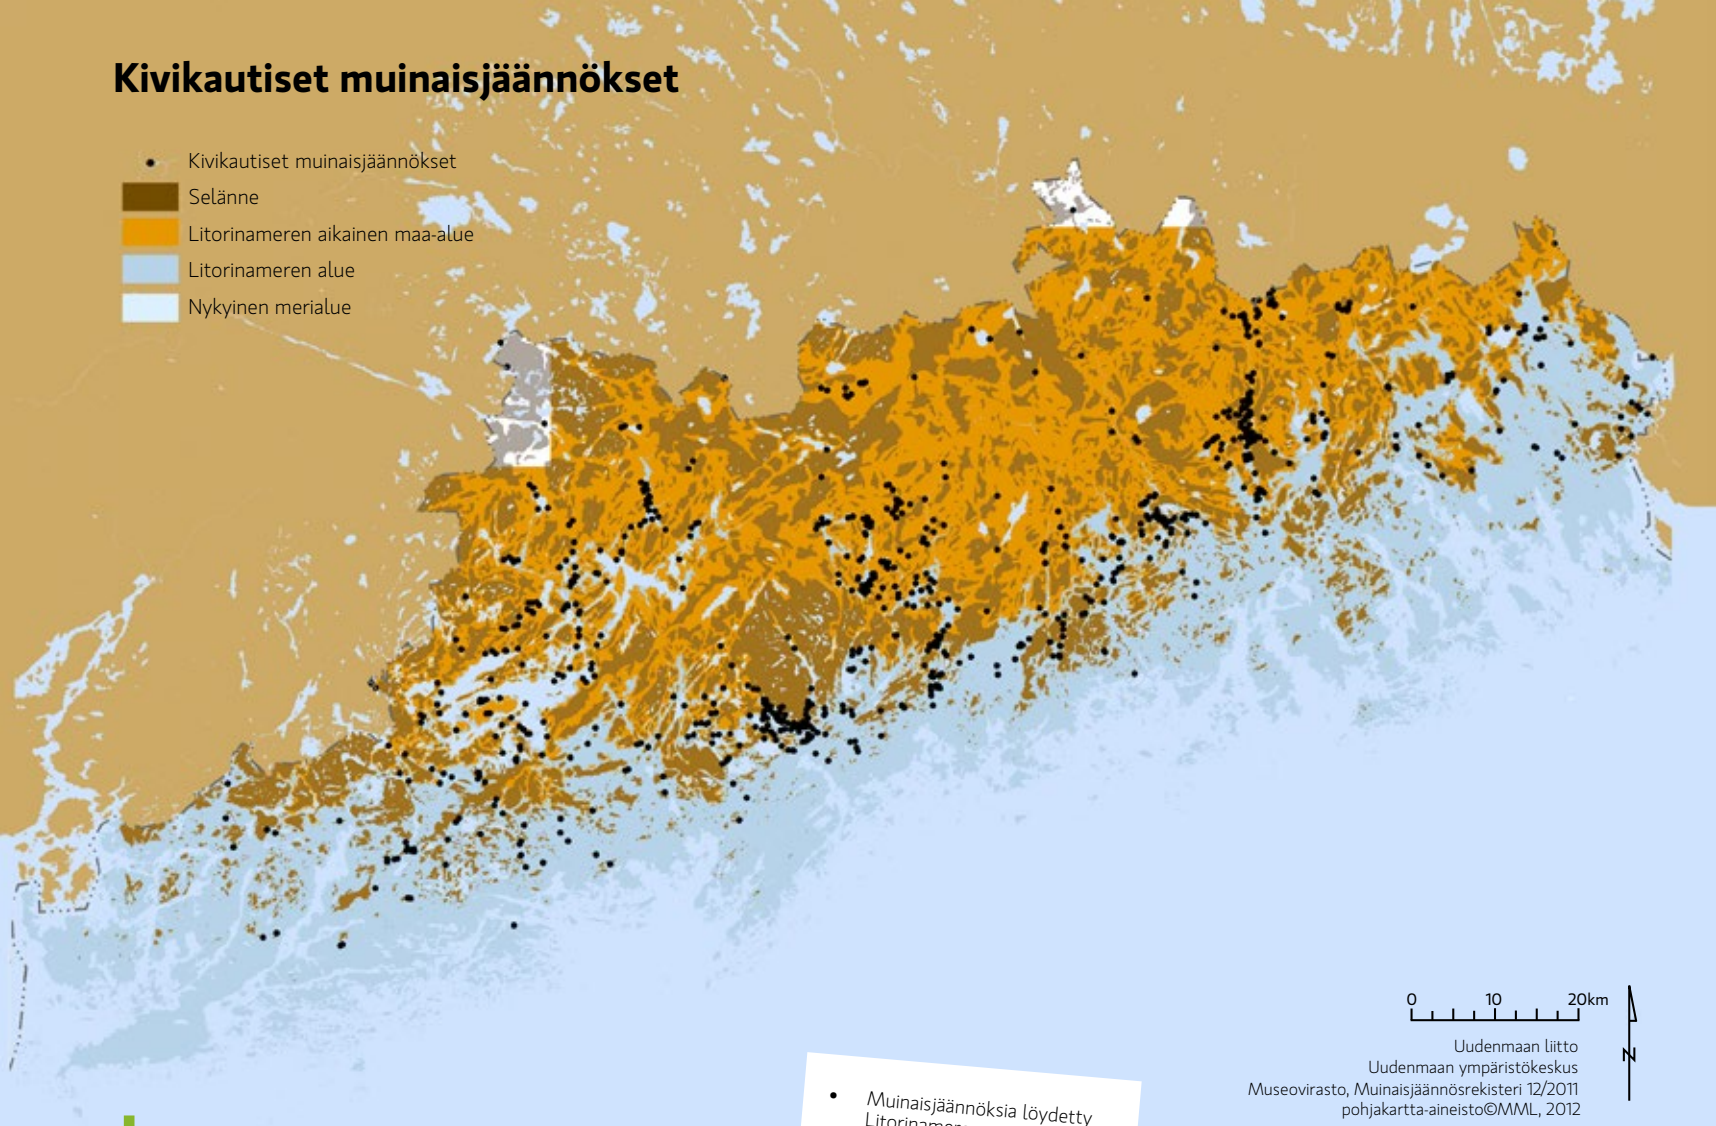 Kivikautiset muinaisjäännökset
Kivikautiset muinaisjäännökset
Selänne
Litorinameren aikainen maa-alue
Litorinameren alue
Nykyinen merialue
0 10 20km
N
Uudenmaan liitto
Uudenmaan ympäristökeskus
Museovirasto, Muinaisjäännösrekisteri 12/2011
pohjakartta-aineisto©MML, 2012
• Muinaisjäännöksia löydetty